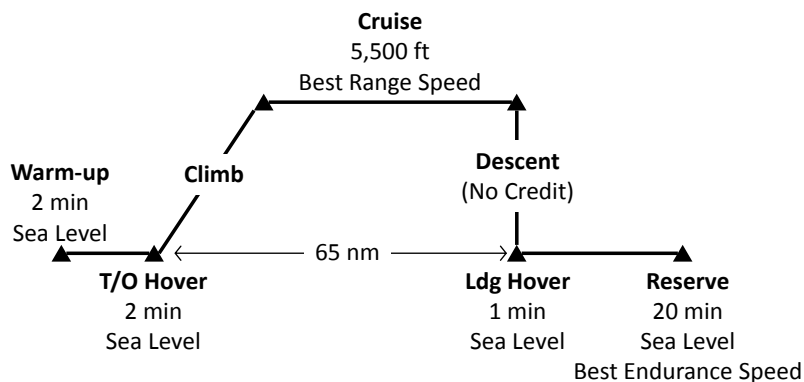 Cruise
5,500 ft
Best Range Speed
Warm-up
2 min
Sea Level
Climb
Descent
(No Credit)
65 nm
T/O Hover
2 min
Sea Level
Ldg Hover
1 min
Sea Level
Reserve
20 min
Sea Level
Best Endurance Speed